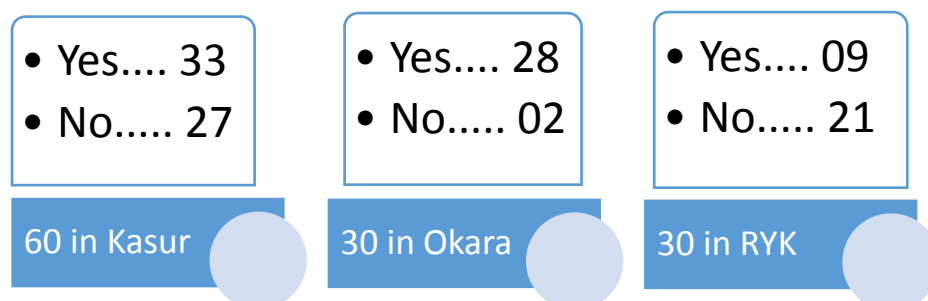 • Yes.... 33
• No..... 27
60 in Kasur
• Yes.... 28
• No..... 02
30 in Okara
• Yes.... 09
• No..... 21
30 in RYK